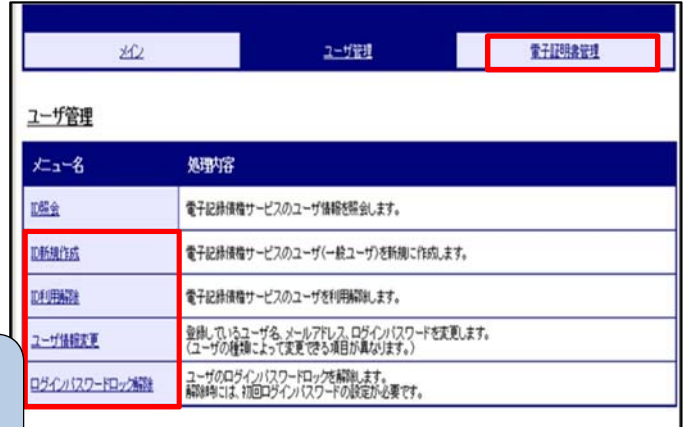 メイン ユーザ管理 電子証明書管理
ユーザ管理
メニュー名 処理内容
ID照会 電子記録債権サービスのユーザ情報を照会します。
ID新規作成 電子記録債権サービスのユーザ(一般ユーザ)を新規に作成します。
ID利用解除 電子記録債権サービスのユーザを利用解除します。
ユーザ情報変更 登録しているユーザ名、メールアドレス、ログインパスワードを変更します。
(ユーザの種類によって変更できる項目が異なります。)
ログインパスワードロック解除 ユーザのログインパスワードロックを解除します。
解除時には、初回ログインパスワードの設定が必要です。